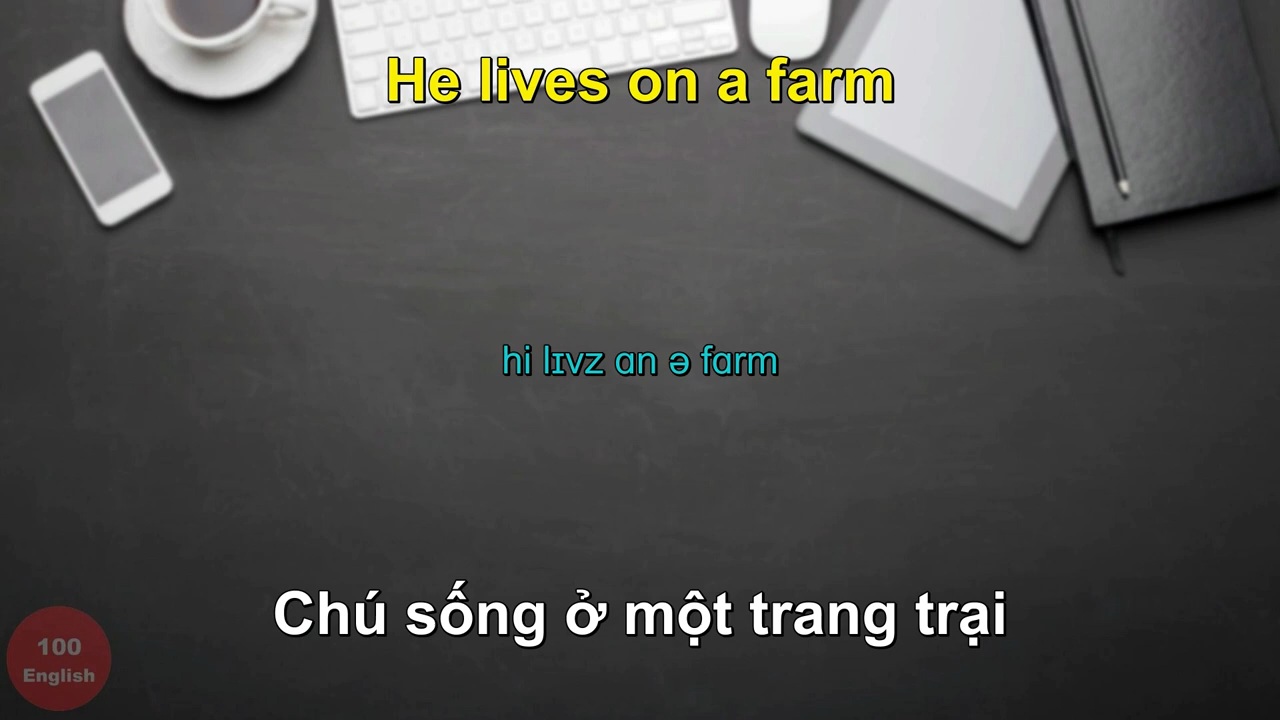 He lives on a farm
hi lɪvz ɑn ə fɑrm
Chú sống ở một trang trại
100
English